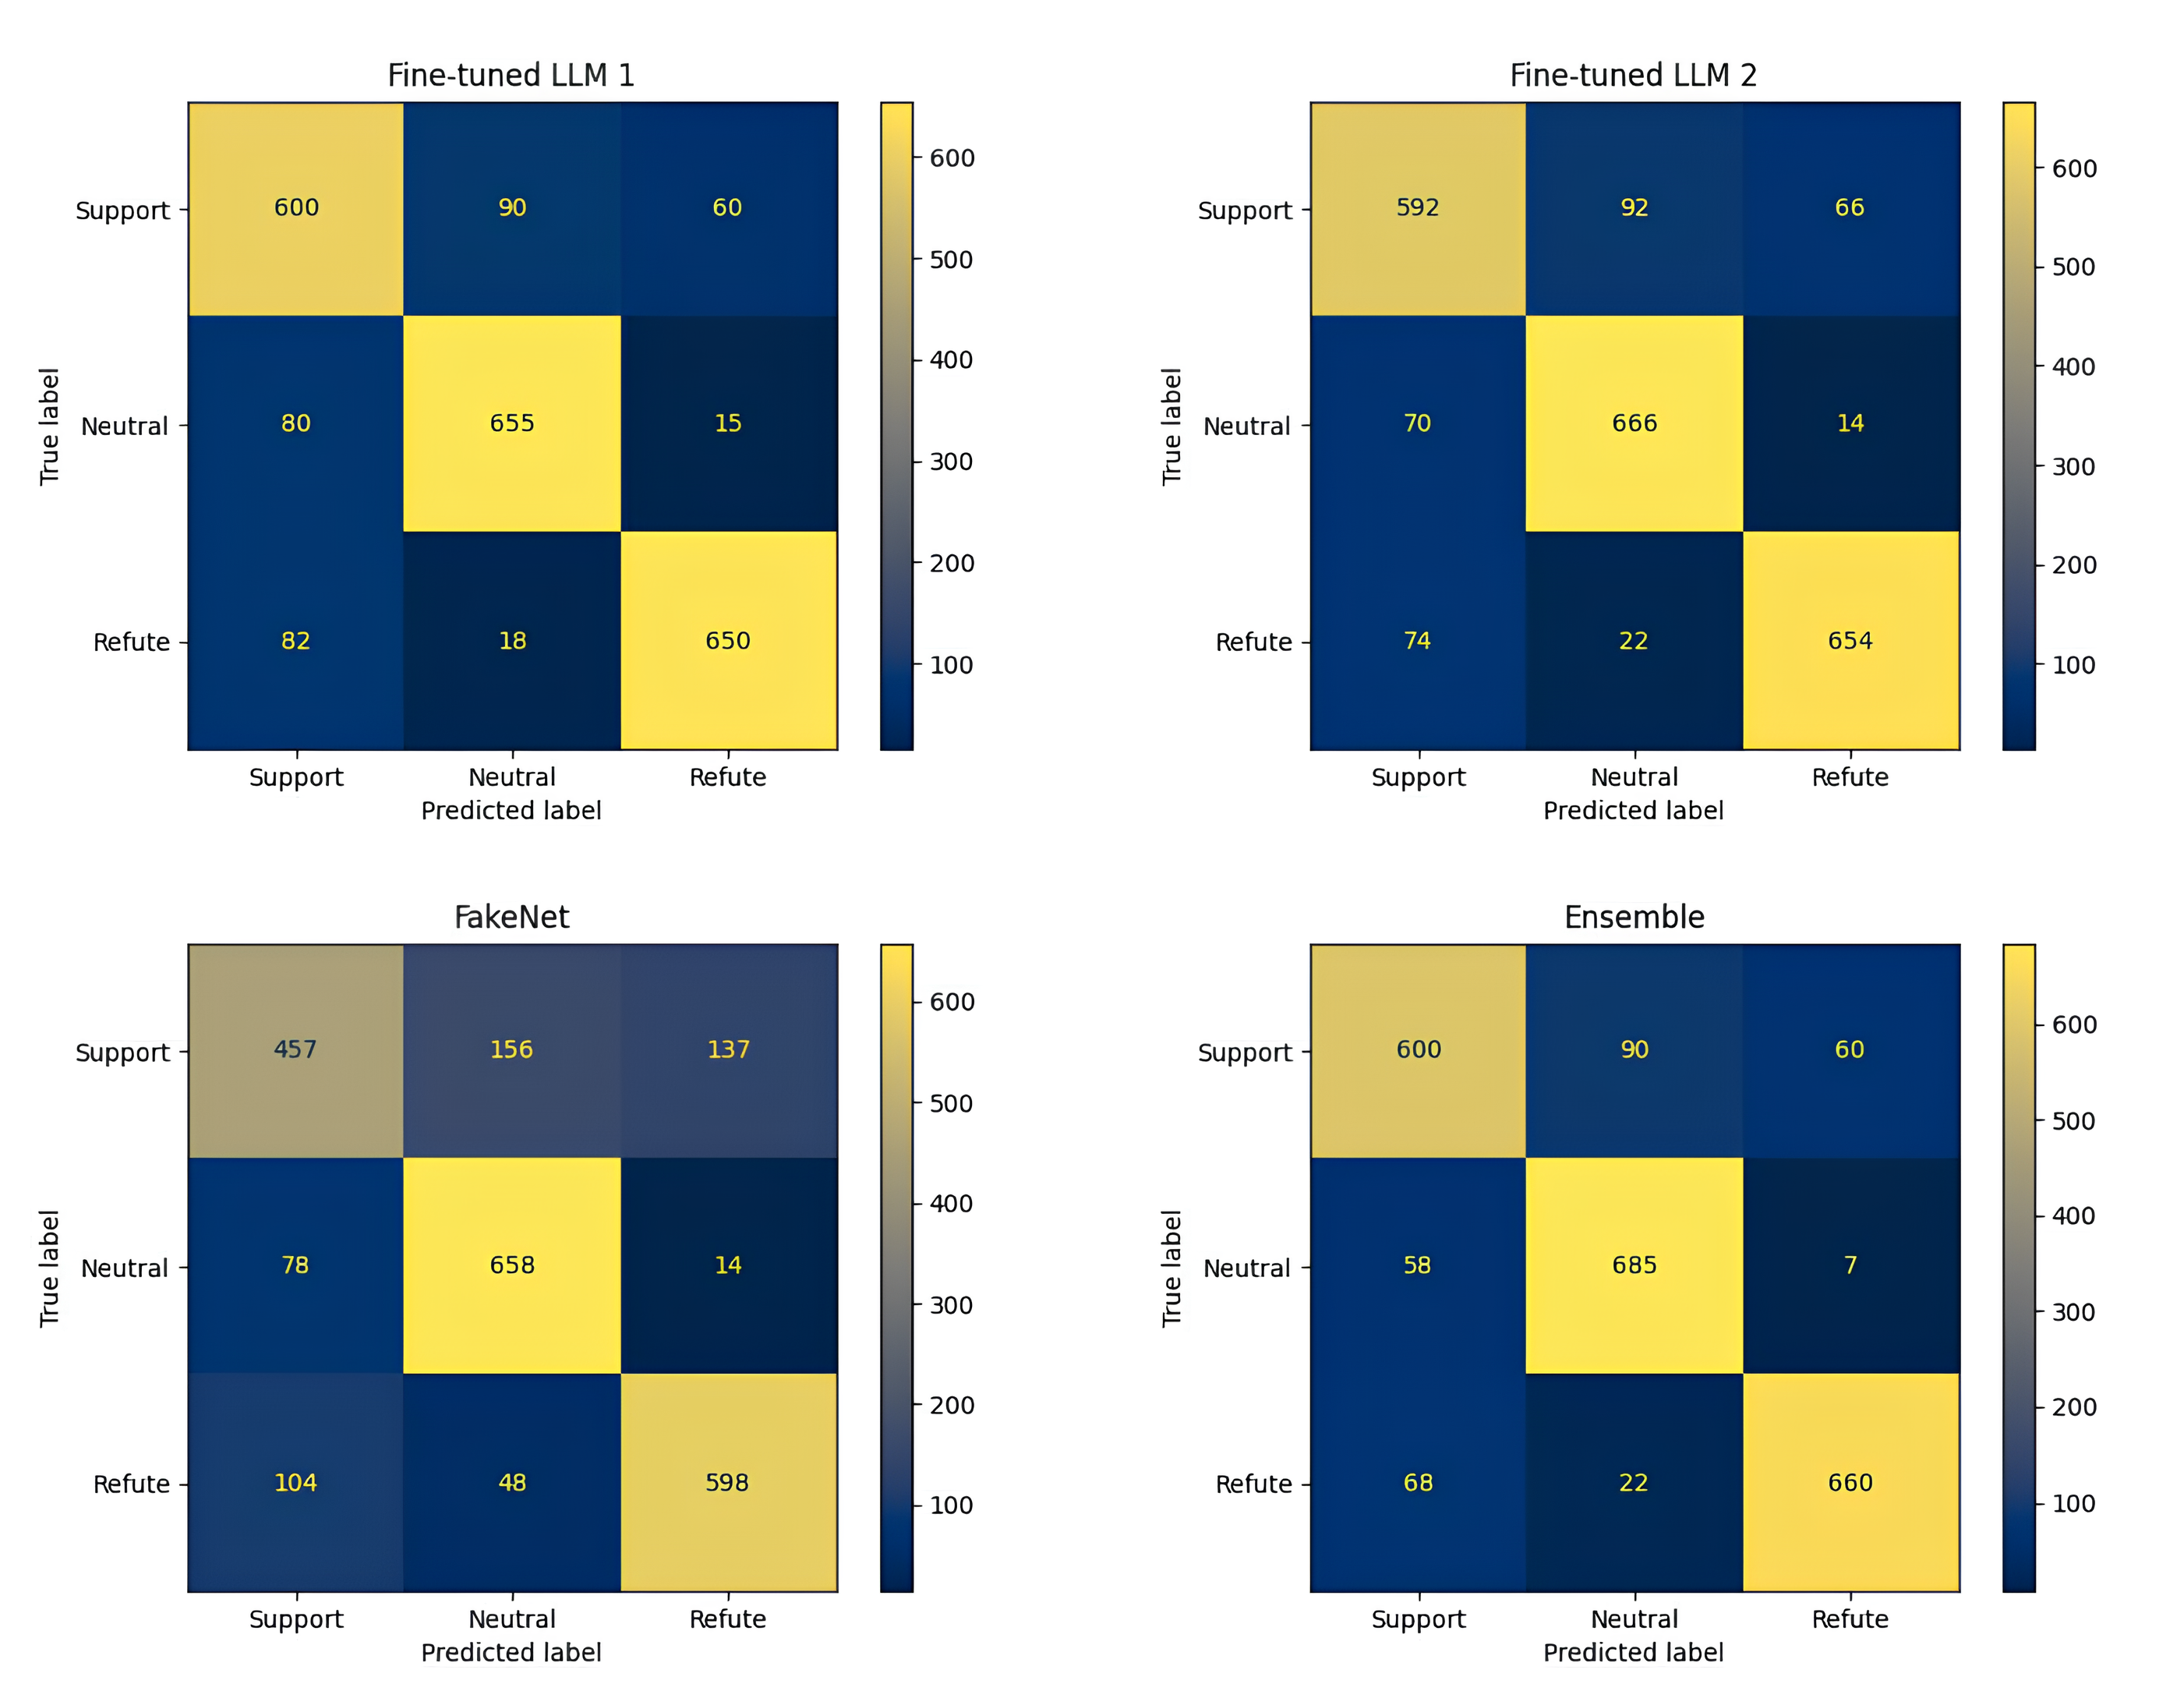 Fine-tuned LLM 1
Support 600 90 60
Neutral 80 655 15
Refute 82 18 650
True label
Support Neutral Refute
Predicted label
600
500
400
300
200
100
Fine-tuned LLM 2
Support 592 92 66
Neutral 70 666 14
Refute 74 22 654
True label
Support Neutral Refute
Predicted label
600
500
400
300
200
100
FakeNet
Support 457 156 137
Neutral 78 658 14
Refute 104 48 598
True label
Support Neutral Refute
Predicted label
600
500
400
300
200
100
Ensemble
Support 600 90 60
Neutral 58 685 7
Refute 68 22 660
True label
Support Neutral Refute
Predicted label
600
500
400
300
200
100